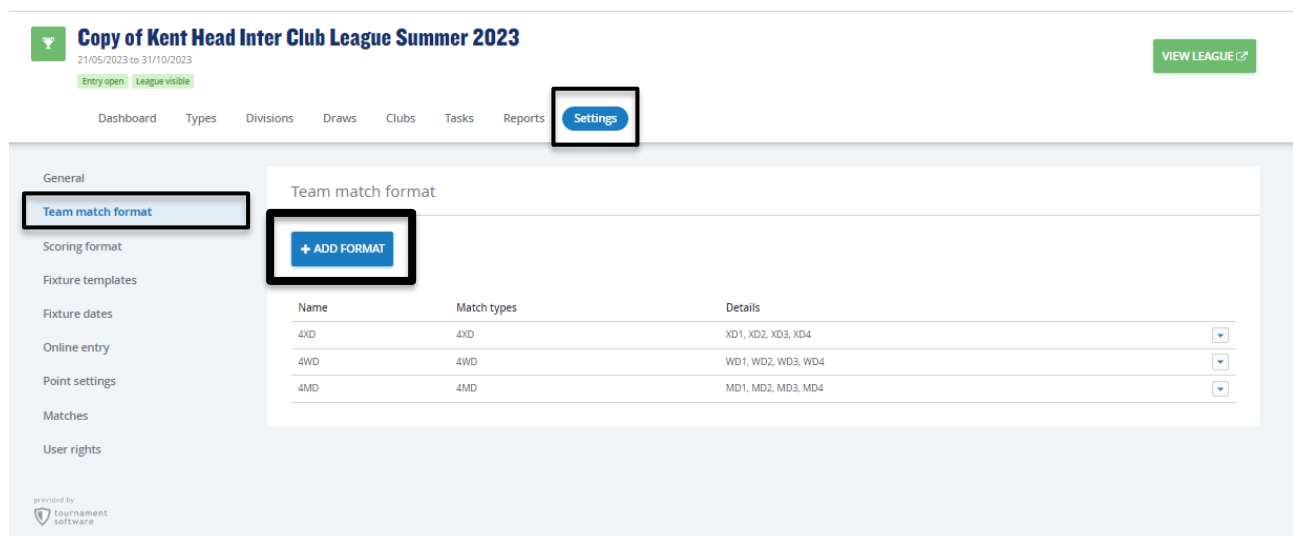 Copy of Kent Head Inter Club League Summer 2023
21/05/2023 to 31/10/2023
Entry open League visible
VIEW LEAGUE
Dashboard Types Divisions Draws Clubs Tasks Reports Settings
General
Team match format
Scoring format
Fixture templates
Fixture dates
Online entry
Point settings
Matches
User rights
provided by
tournament
software
Team match format
+ ADD FORMAT
Name Match types Details
4XD 4XD XD1, XD2, XD3, XD4
4WD 4WD WD1, WD2, WD3, WD4
4MD 4MD MD1, MD2, MD3, MD4